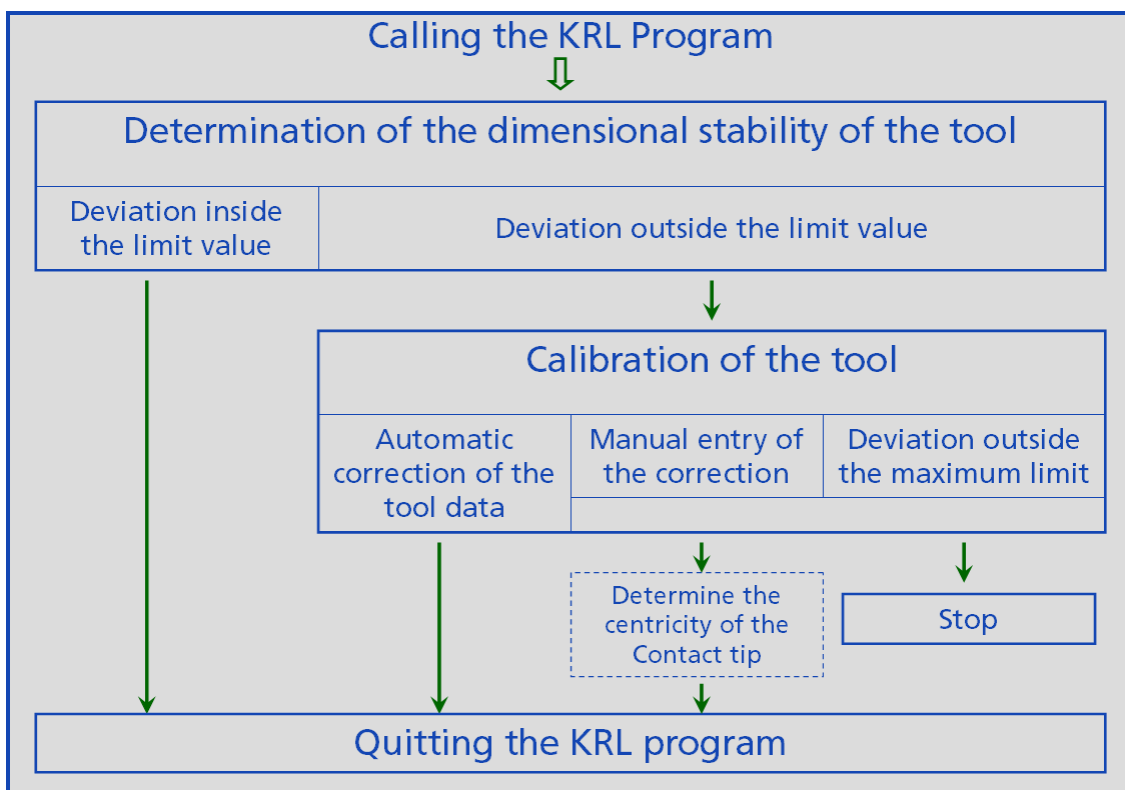 Calling the KRL Program
Determination of the dimensional stability of the tool
Deviation inside
the limit value
Deviation outside the limit value
Calibration of the tool
Automatic
correction of the
tool data
Manual entry of
the correction
Deviation outside
the maximum limit
Determine the
centricity of the
Contact tip
Stop
Quitting the KRL program